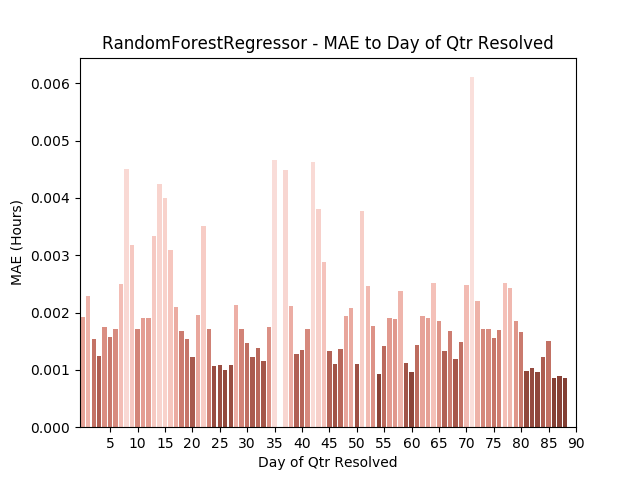 RandomForestRegressor - MAE to Day of Qtr Resolved
MAE (Hours)
0.006
0.005
0.004
0.003
0.002
0.001
0.000
5 10 15 20 25 30 35 40 45 50 55 60 65 70 75 80 85 90
Day of Qtr Resolved